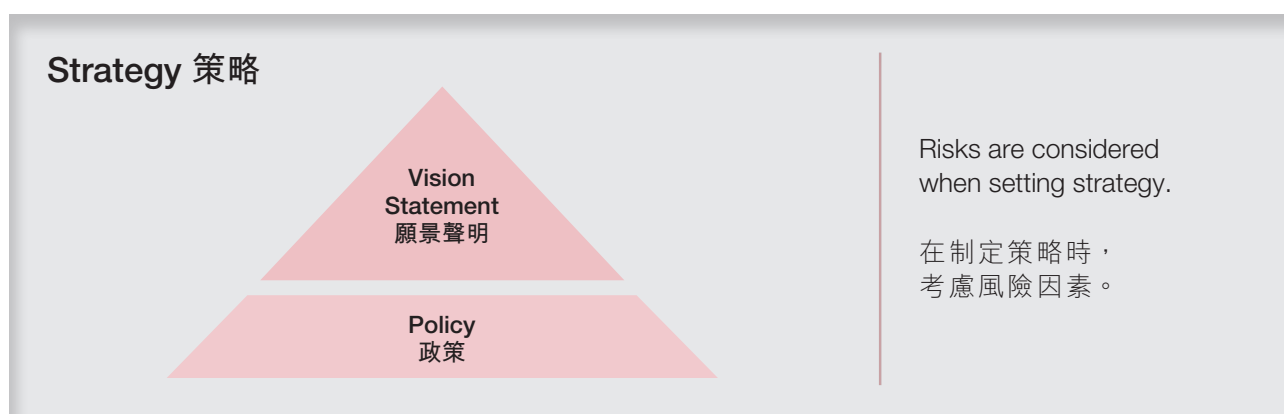 Strategy 策略
Vision
Statement
願景聲明
Policy
政策
Risks are considered
when setting strategy.
在制定策略時，
考慮風險因素。